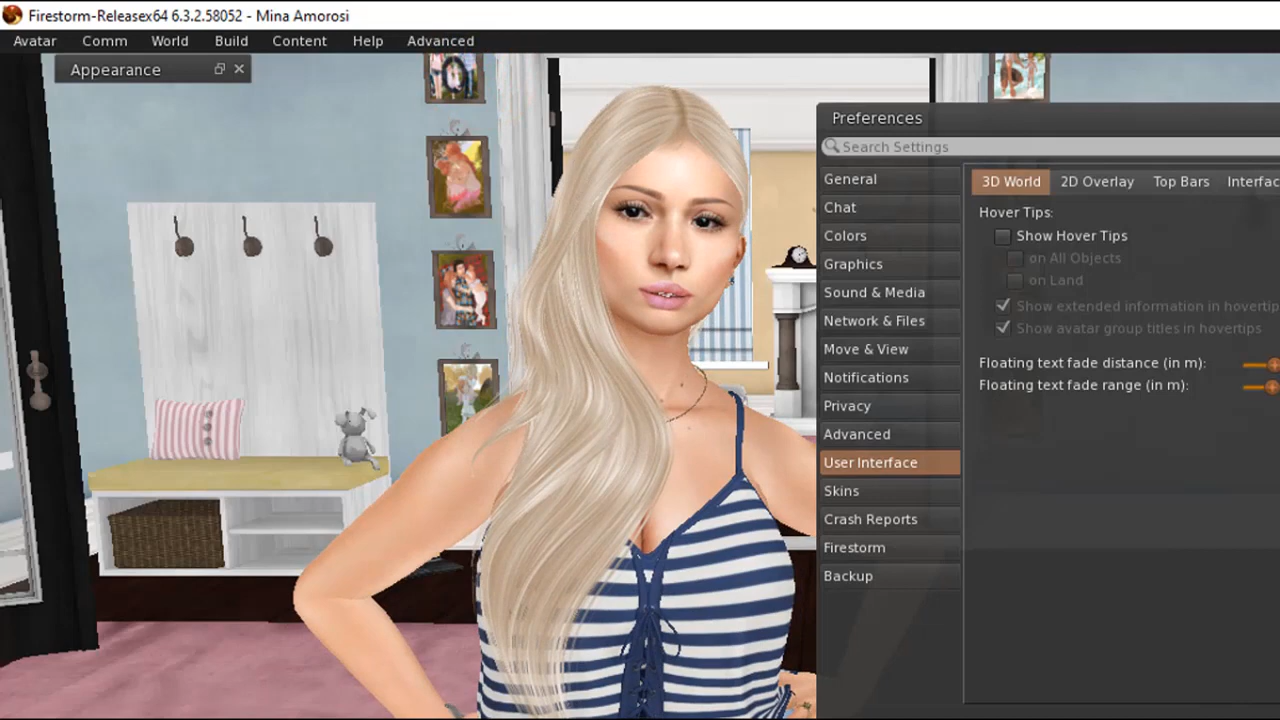 Firestorm-Releasex64 6.3.2.58052 - Mina Amorosi
Avatar Comm World Build Content Help Advanced
Appearance
Preferences
Search Settings
General
Chat
Colors
Graphics
Sound & Media
Network & Files
Move & View
Notifications
Privacy
Advanced
User Interface
Skins
Crash Reports
Firestorm
Backup
3D World 2D Overlay Top Bars Interfac
Hover Tips:
Show Hover Tips
on All Objects
on Land
Show extended information in hovertip
Show avatar group titles in hovertips
Floating text fade distance (in m):
Floating text fade range (in m):